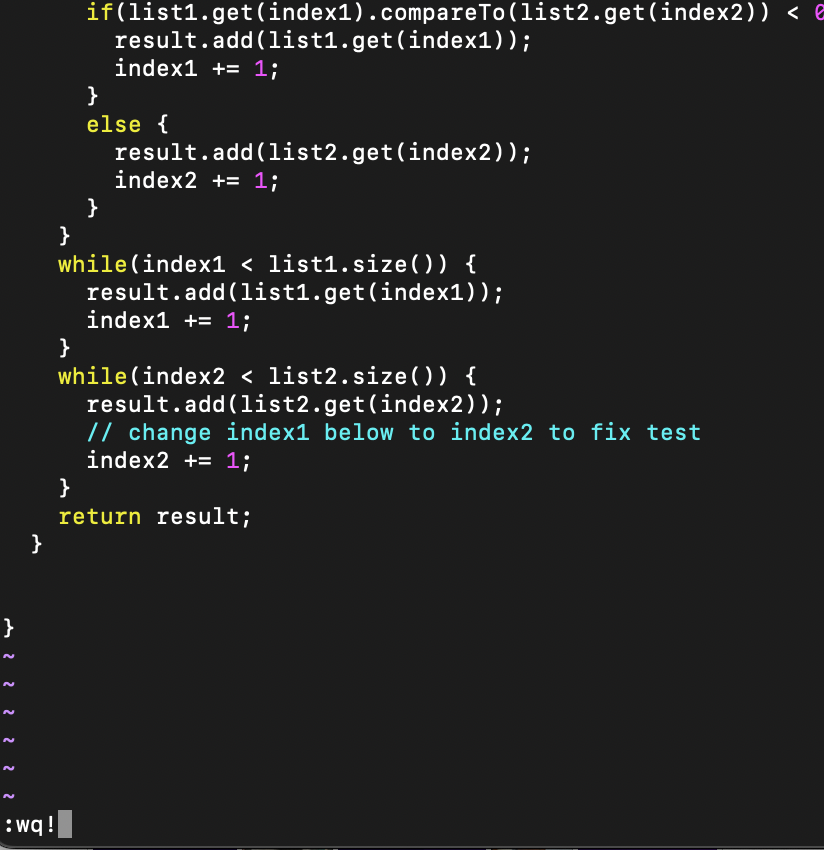 if(list1.get(index1).compareTo(list2.get(index2)) < 0
        result.add(list1.get(index1));
        index1 += 1;
      }
      else {
        result.add(list2.get(index2));
        index2 += 1;
      }
    }
    while(index1 < list1.size()) {
      result.add(list1.get(index1));
      index1 += 1;
    }
    while(index2 < list2.size()) {
      result.add(list2.get(index2));
      // change index1 below to index2 to fix test
      index2 += 1;
    }
    return result;
  }
}
~
~
~
~
~
~
:wq!